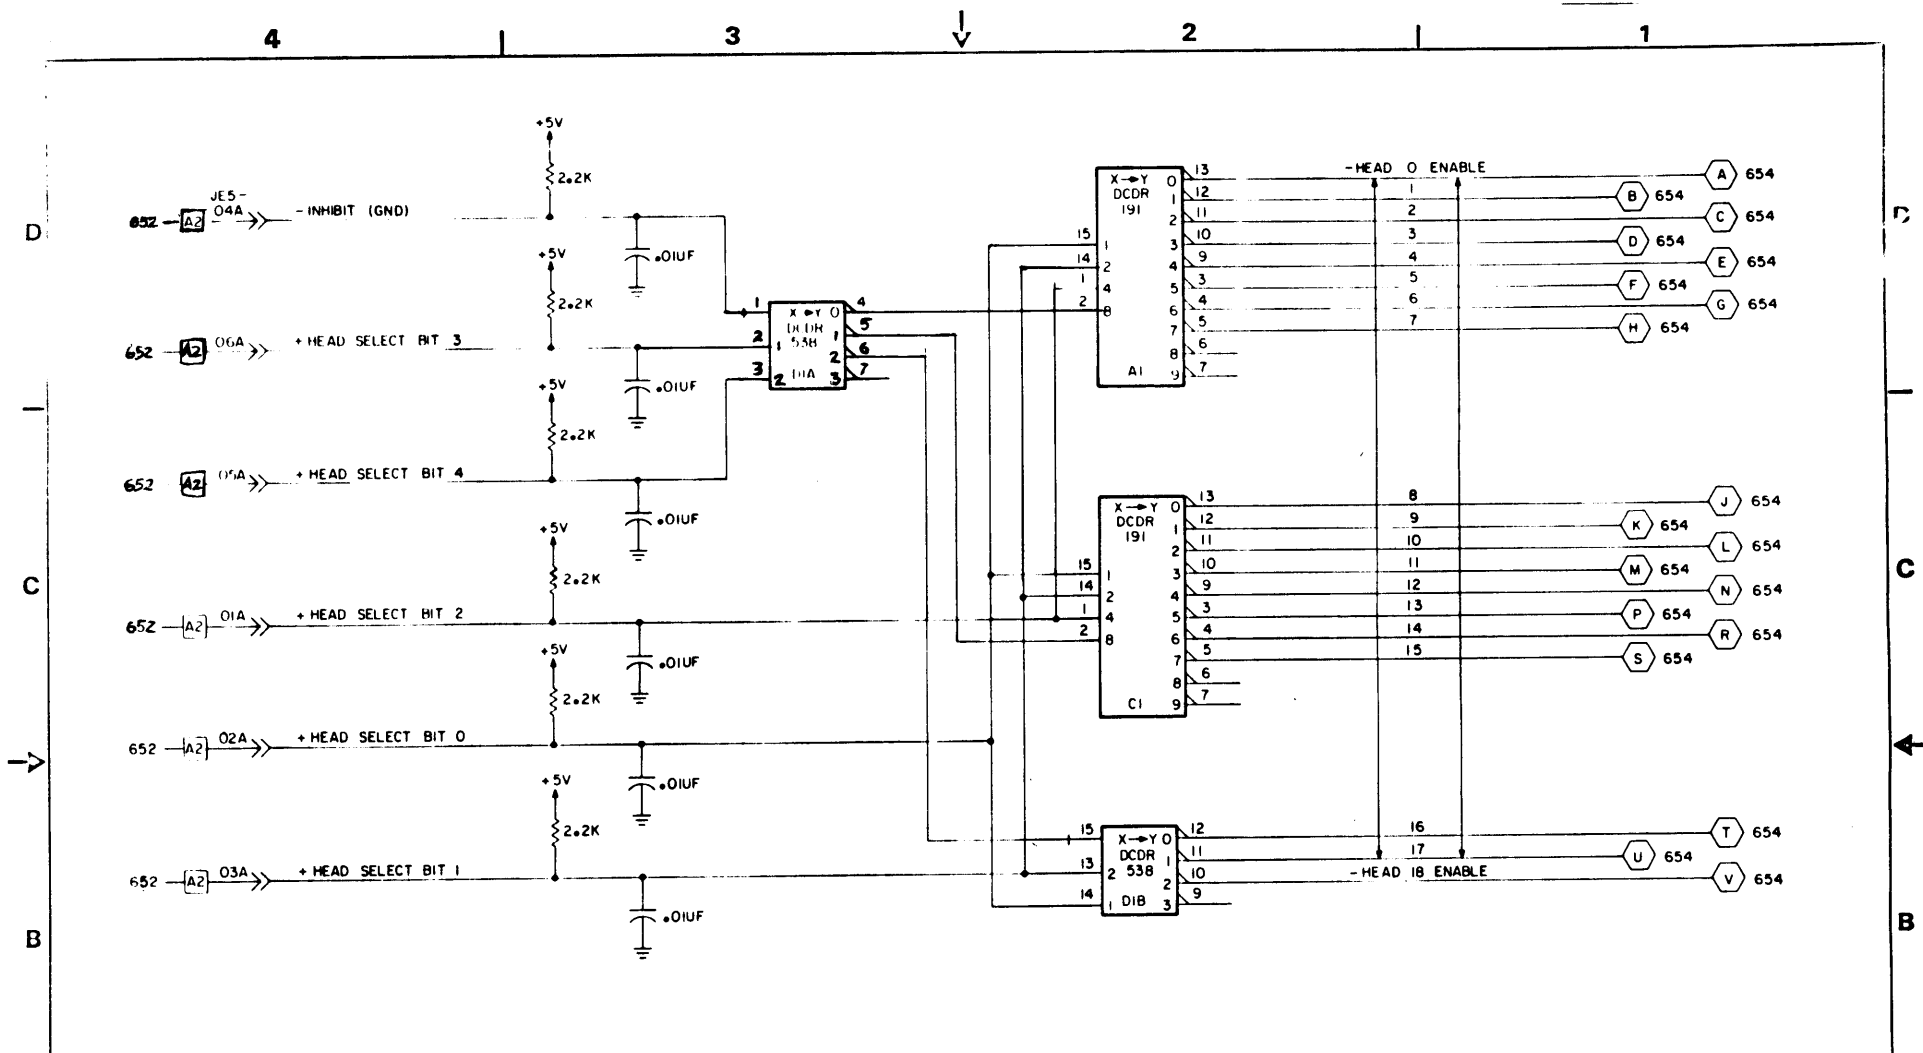 4 3 2 1
+5V
2.2K
652 A2 JE5-
04A -INHIBIT (GND)
.01UF
+5V
2.2K
652 A2 06A +HEAD SELECT BIT 3
.01UF
+5V
2.2K
652 A2 05A +HEAD SELECT BIT 4
.01UF
+5V
2.2K
652 A2 01A +HEAD SELECT BIT 2
.01UF
+5V
2.2K
652 A2 02A +HEAD SELECT BIT 0
.01UF
+5V
2.2K
652 A2 03A +HEAD SELECT BIT 1
.01UF
D
C
B
1 X→Y 0 4
DCDR 1 5
2 1 538 2 6
3 2 D1A 3 7
X→Y 0 13 -HEAD 0 ENABLE A 654
DCDR 1 12 1 B 654
191 2 11 2 C 654
15 1 3 10 3 D 654
14 2 4 9 4 E 654
1 4 5 3 5 F 654
2 8 6 4 6 G 654
7 5 7 H 654
8 6
A1 9 7
X→Y 0 13 8 J 654
DCDR 1 12 9 K 654
191 2 11 10 L 654
15 1 3 10 11 M 654
14 2 4 9 12 N 654
1 4 5 3 13 P 654
2 8 6 4 14 R 654
7 5 15 S 654
8 6
C1 9 7
15 X→Y 0 12 16 T 654
DCDR 1 11 17 U 654
13 2 538 2 10 -HEAD 18 ENABLE V 654
14 1 D1B 3 9
D
C
B